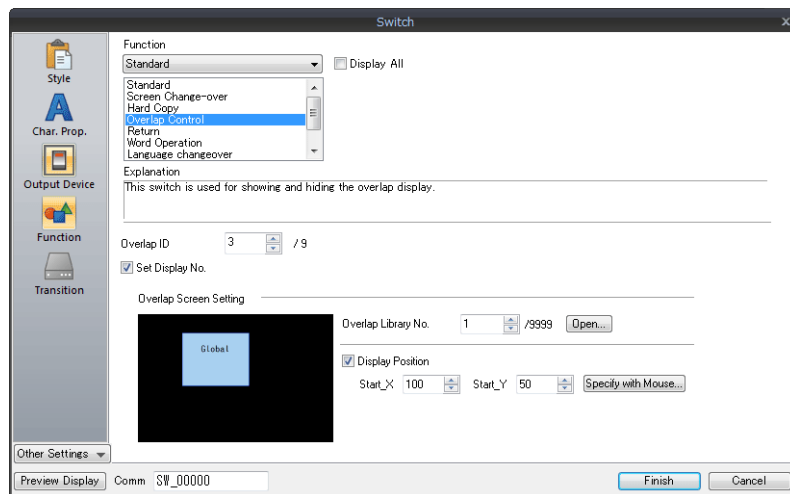 Switch
X
Style
Char. Prop.
Output Device
Function
Transition
Other Settings
Function
Standard
Display All
Standard
Screen Change-over
Hard Copy
Overlap Control
Return
Word Operation
Language changeover
Explanation
This switch is used for showing and hiding the overlap display.
Overlap ID 3 / 9
Set Display No.
Overlap Screen Setting
Global
Overlap Library No. 1 /9999 Open...
Display Position
Start_X 100 Start_Y 50 Specify with Mouse...
Preview Display Comm SW_00000 Finish Cancel